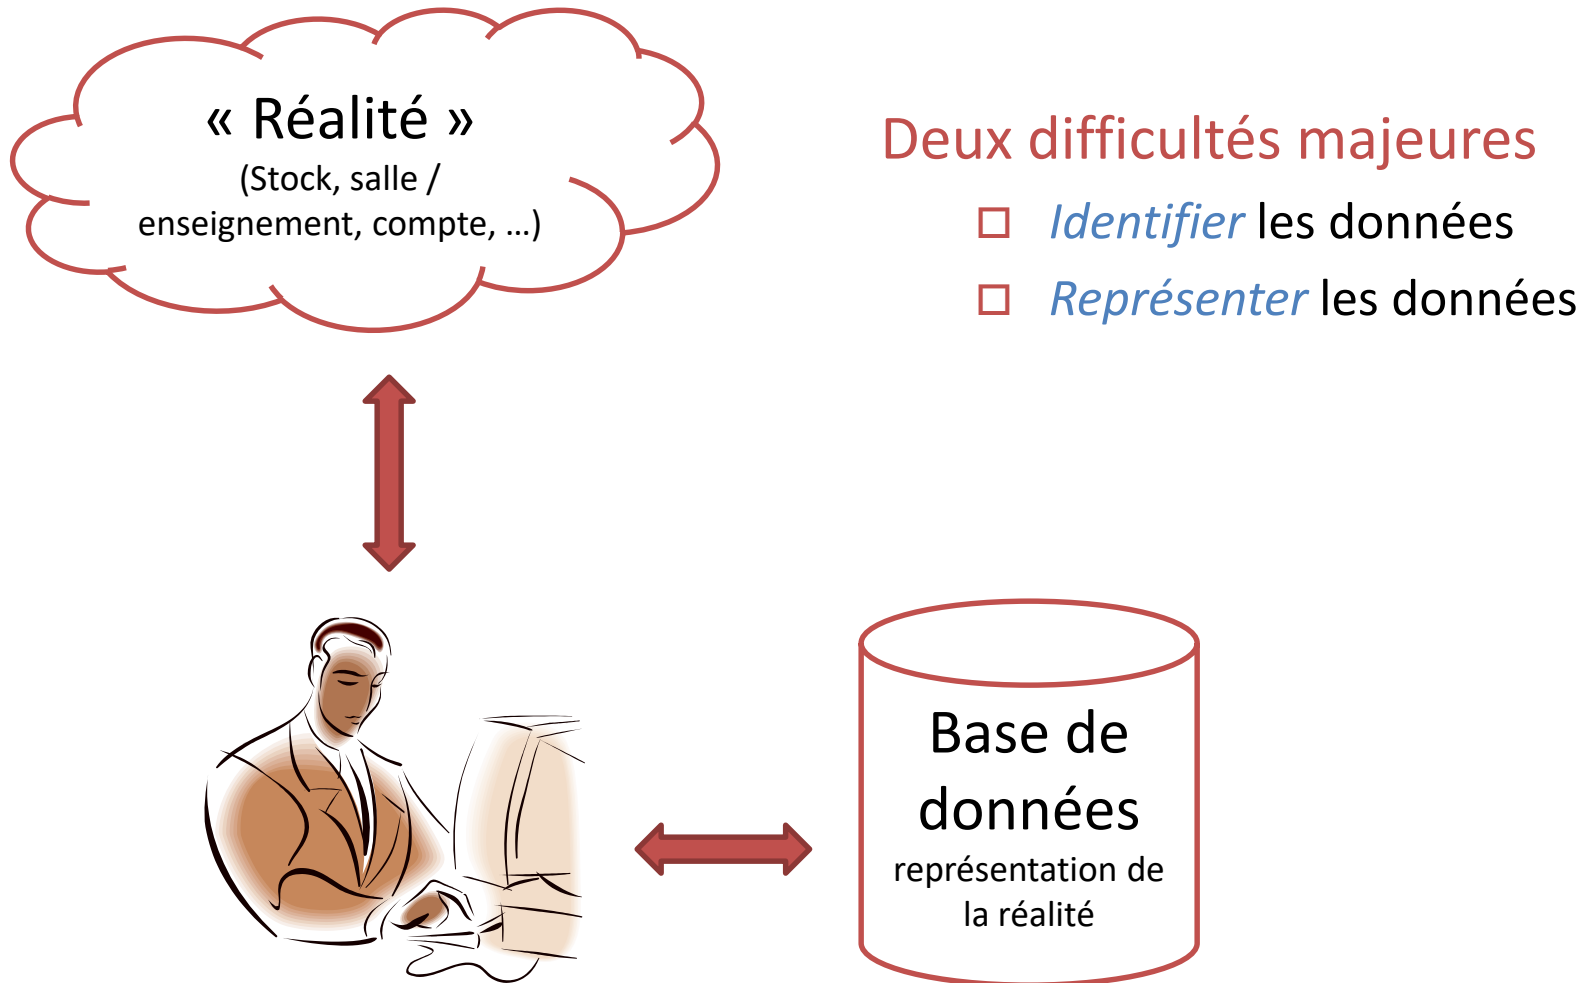 « Réalité »
(Stock, salle /
enseignement, compte, ...)
Deux difficultés majeures
Identifier les données
Représenter les données
Base de
données
représentation de
la réalité